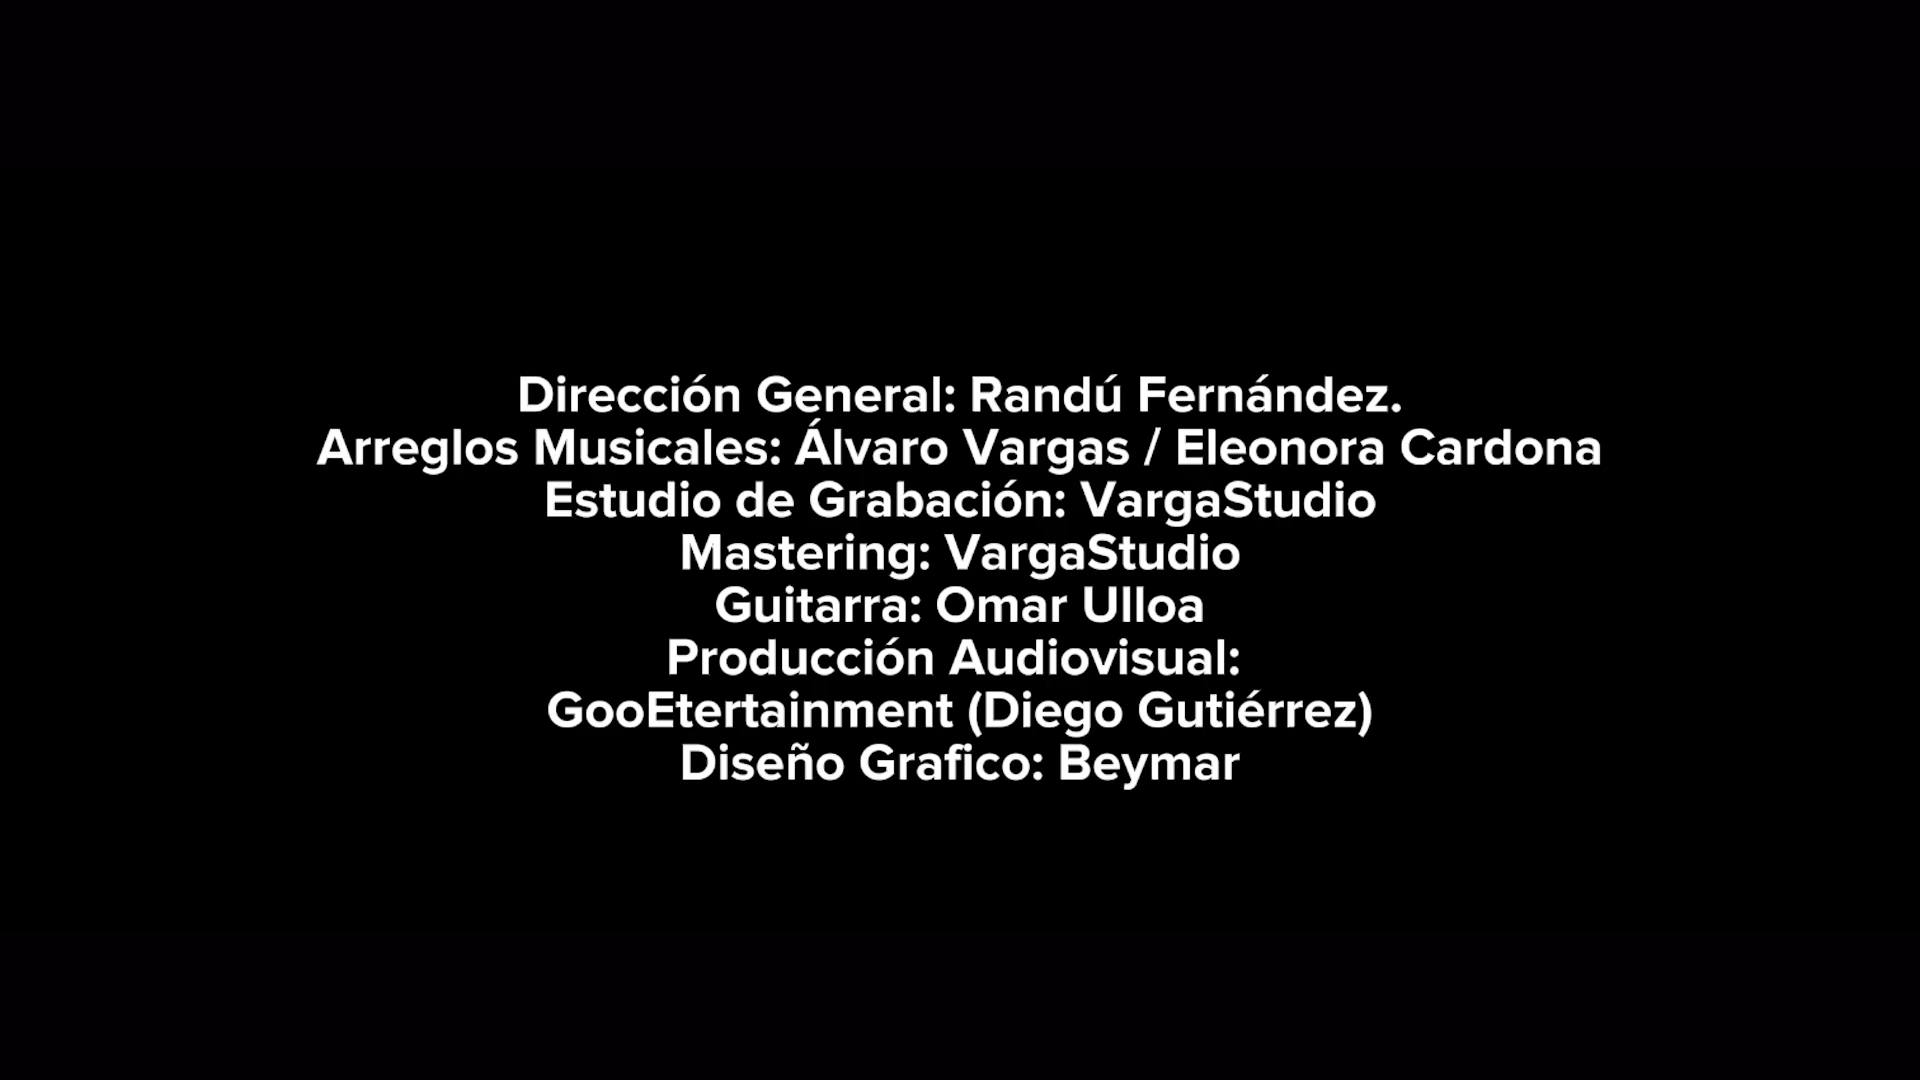 Dirección General: Randú Fernández.
Arreglos Musicales: Álvaro Vargas / Eleonora Cardona
Estudio de Grabación: VargaStudio
Mastering: VargaStudio
Guitarra: Omar Ulloa
Producción Audiovisual:
GooEtertainment (Diego Gutiérrez)
Diseño Grafico: Beymar